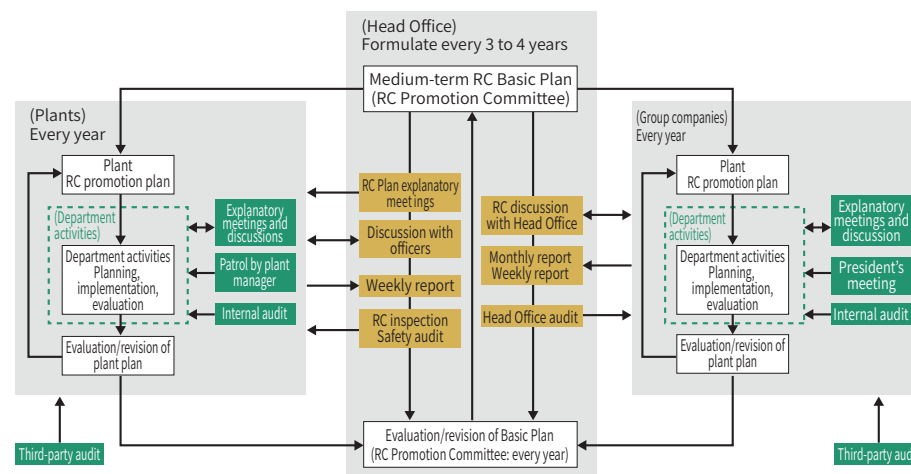 (Head Office)
Formulate every 3 to 4 years
Medium-term RC Basic Plan
(RC Promotion Committee)
(Plants)
Every year
Plant
RC promotion plan
(Department
activities)
Department activities
Planning,
implementation,
evaluation
Evaluation/revision of
plant plan
Explanatory
meetings and
discussions
Patrol by plant
manager
Internal audit
Third-party audit
RC Plan explanatory
meetings
Discussion with
officers
Weekly report
RC inspection
Safety audit
RC discussion
with Head Office
Monthly report
Weekly report
Head Office audit
Evaluation/revision of Basic Plan
(RC Promotion Committee: every year)
(Group companies)
Every year
Plant
RC promotion plan
(Department
activities)
Department activities
Planning,
implementation,
evaluation
Evaluation/revision of
plant plan
Explanatory
meetings and
discussion
President's
meeting
Internal audit
Third-party